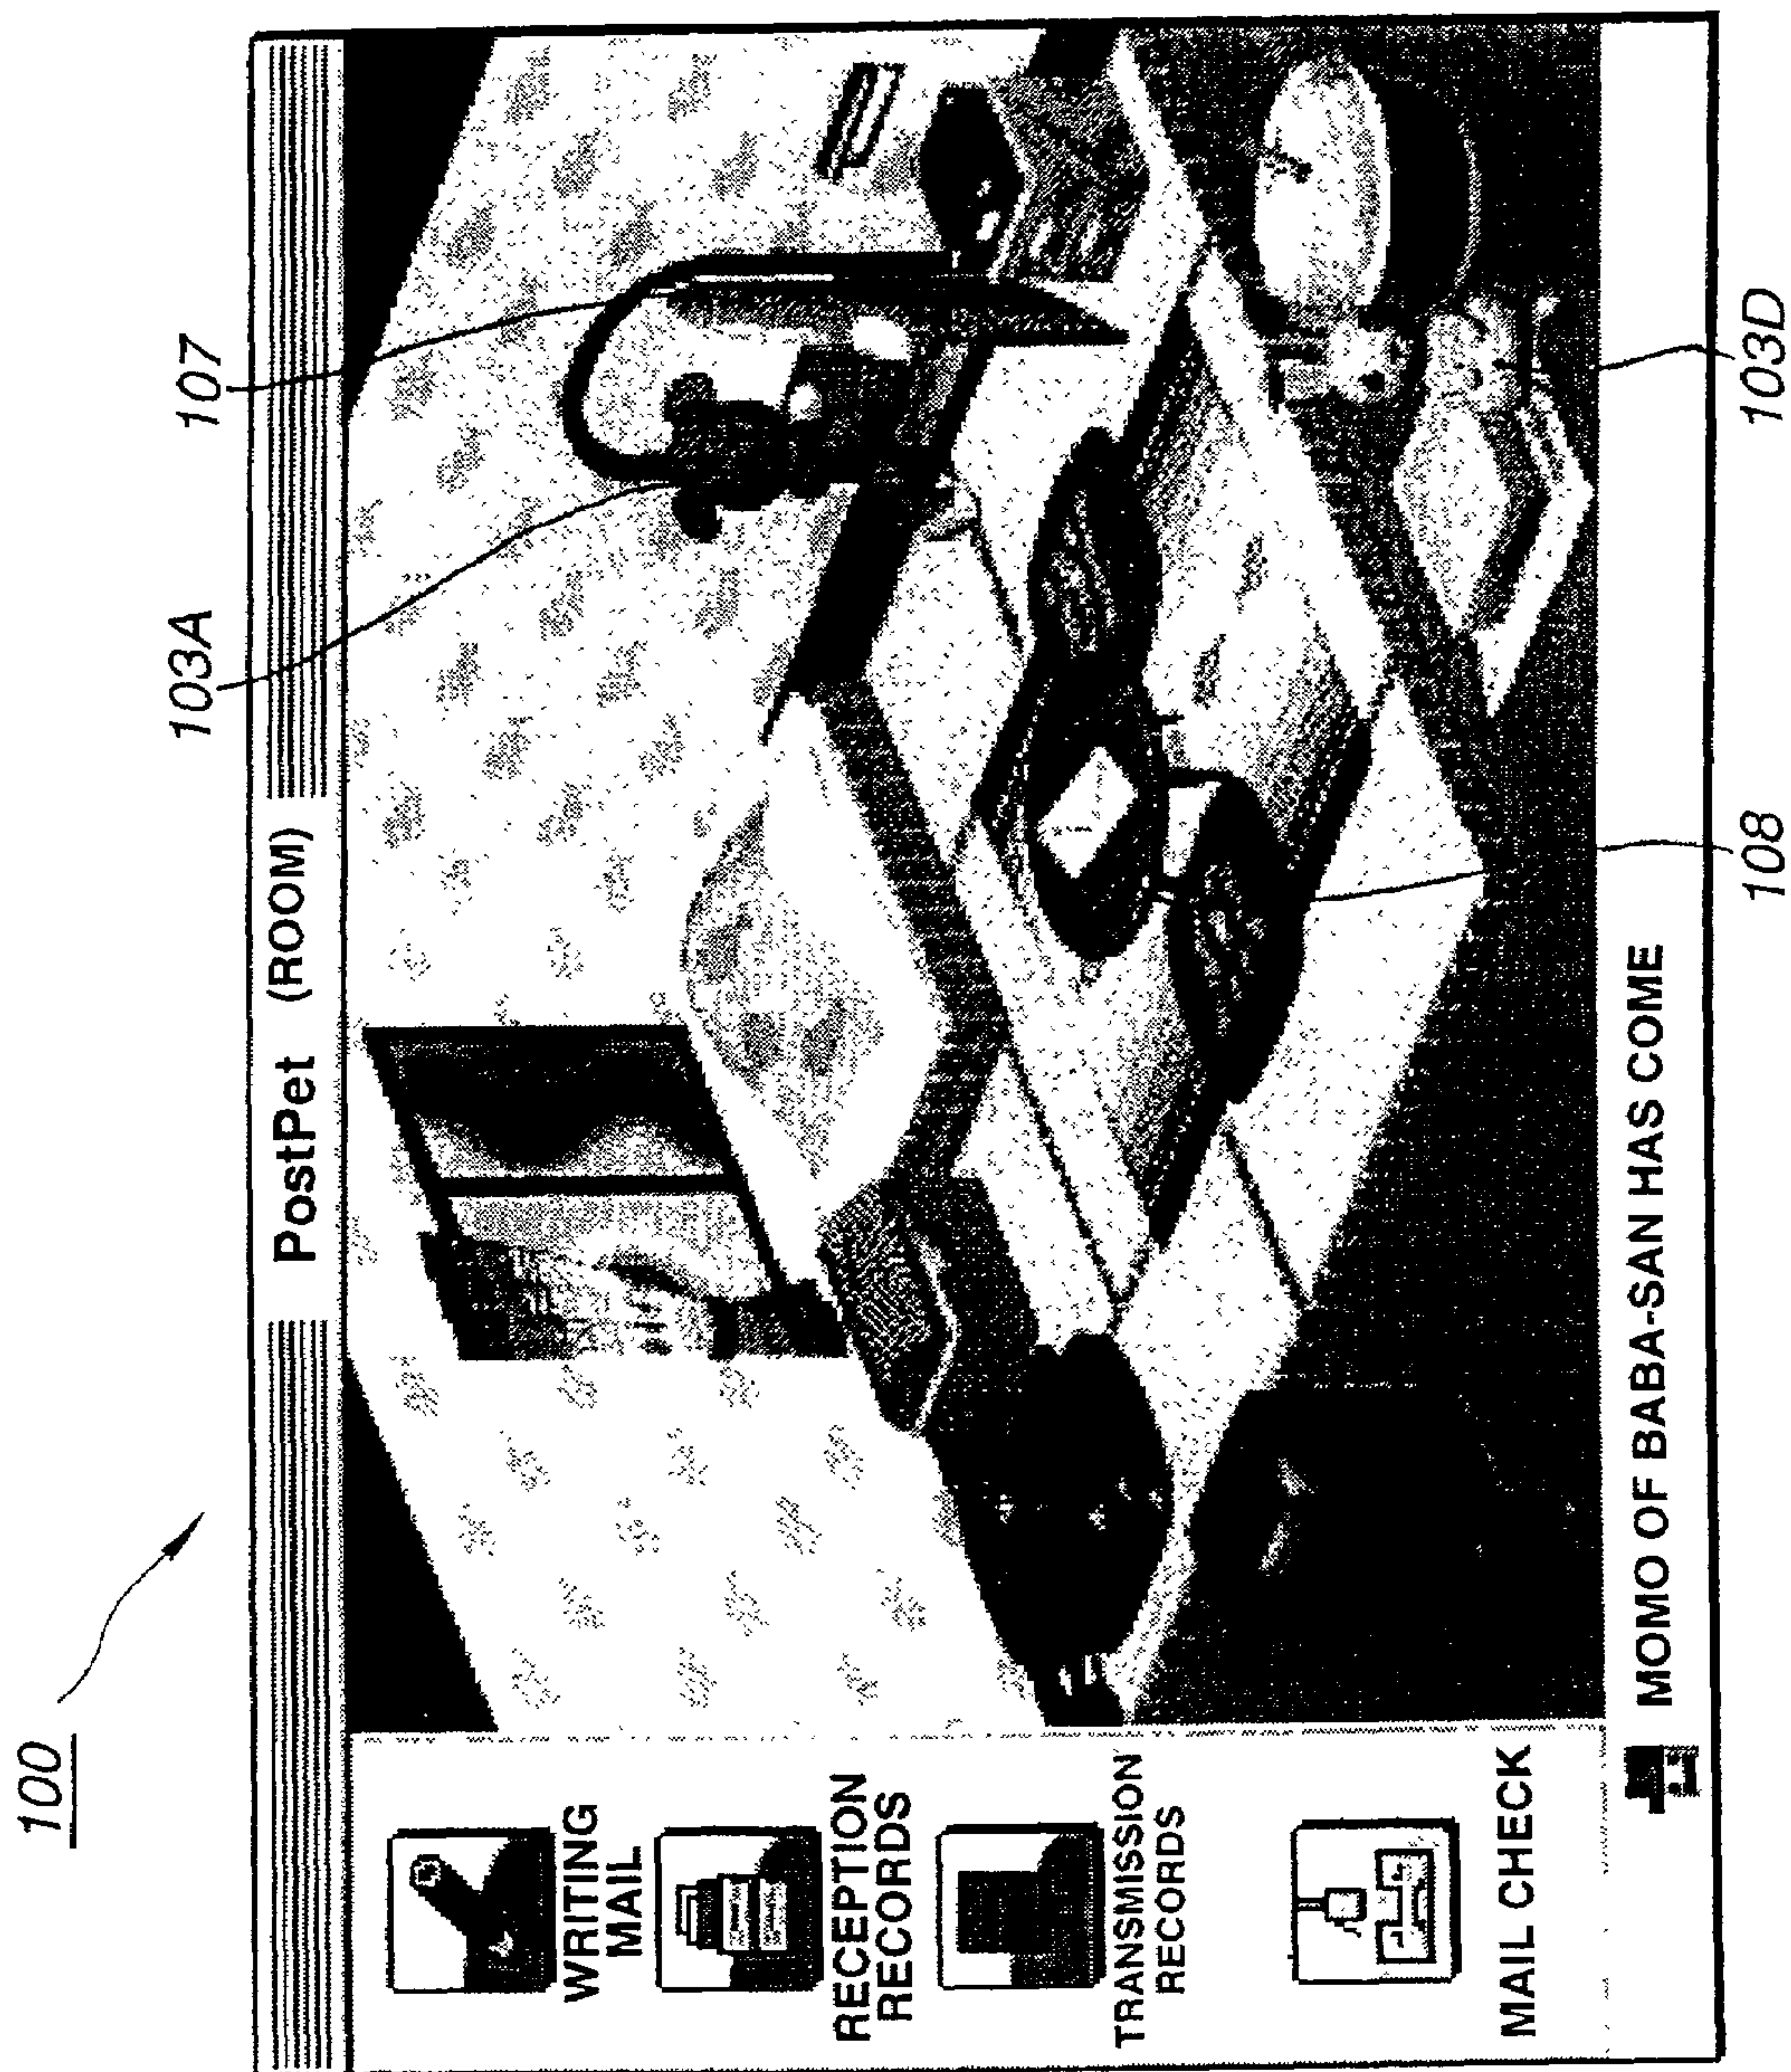 100
107
103A
PostPet (ROOM)
WRITING
MAIL
RECEPTION
RECORDS
TRANSMISSION
RECORDS
MAIL CHECK
MOMO OF BABA-SAN HAS COME
108
103D